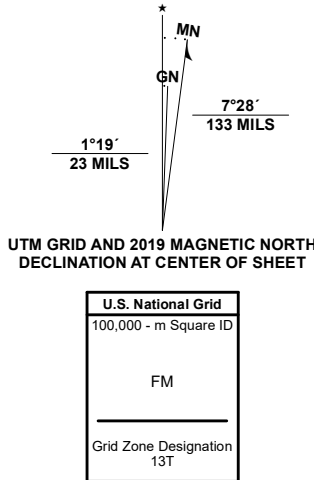 ★
MN
GN
7°28´
133 MILS
1°19´
23 MILS
UTM GRID AND 2019 MAGNETIC NORTH
DECLINATION AT CENTER OF SHEET
U.S. National Grid
100,000 - m Square ID
FM
Grid Zone Designation
13T